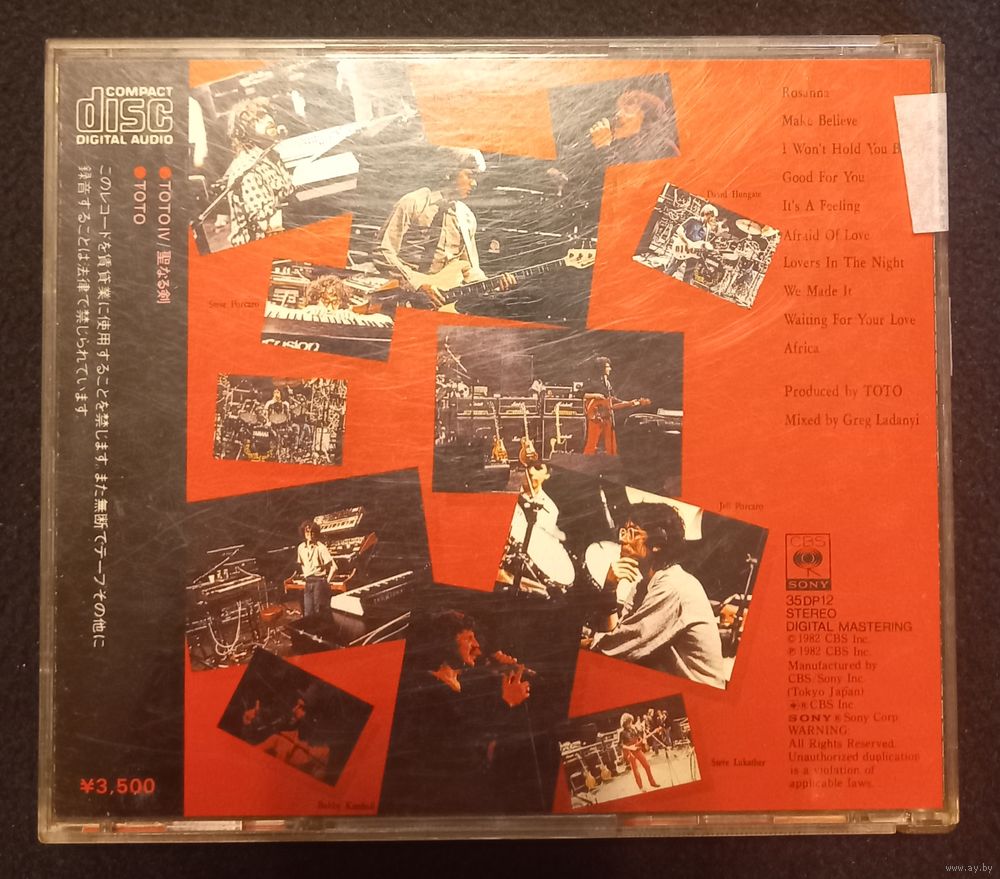 COMPACT
disc
DIGITAL AUDIO
● TOTO IV/聖なる剣
● TOTO
このレコードを賃貸業に使用することを禁じます。また無断でテープその他に
録音することは法律で禁じられています。
¥3,500
Rosanna
Make Believe
I Won't Hold You B
Good For You
It's A Feeling
Afraid Of Love
Lovers In The Night
We Made It
Waiting For Your Love
Africa
Produced by TOTO
Mixed by Greg Ladanyi
David Hungate
Steve Porcaro
Jeff Porcaro
Steve Lukather
Bobby Kimball
CBS
SONY
35DP12
STEREO
DIGITAL MASTERING
© 1982 CBS Inc.
℗ 1982 CBS Inc.
Manufactured by
CBS/Sony Inc.
(Tokyo Japan)
® CBS Inc.
SONY ® Sony Corp
WARNING:
All Rights Reserved.
Unauthorized duplication
is a violation of
applicable laws.
www.ay.by